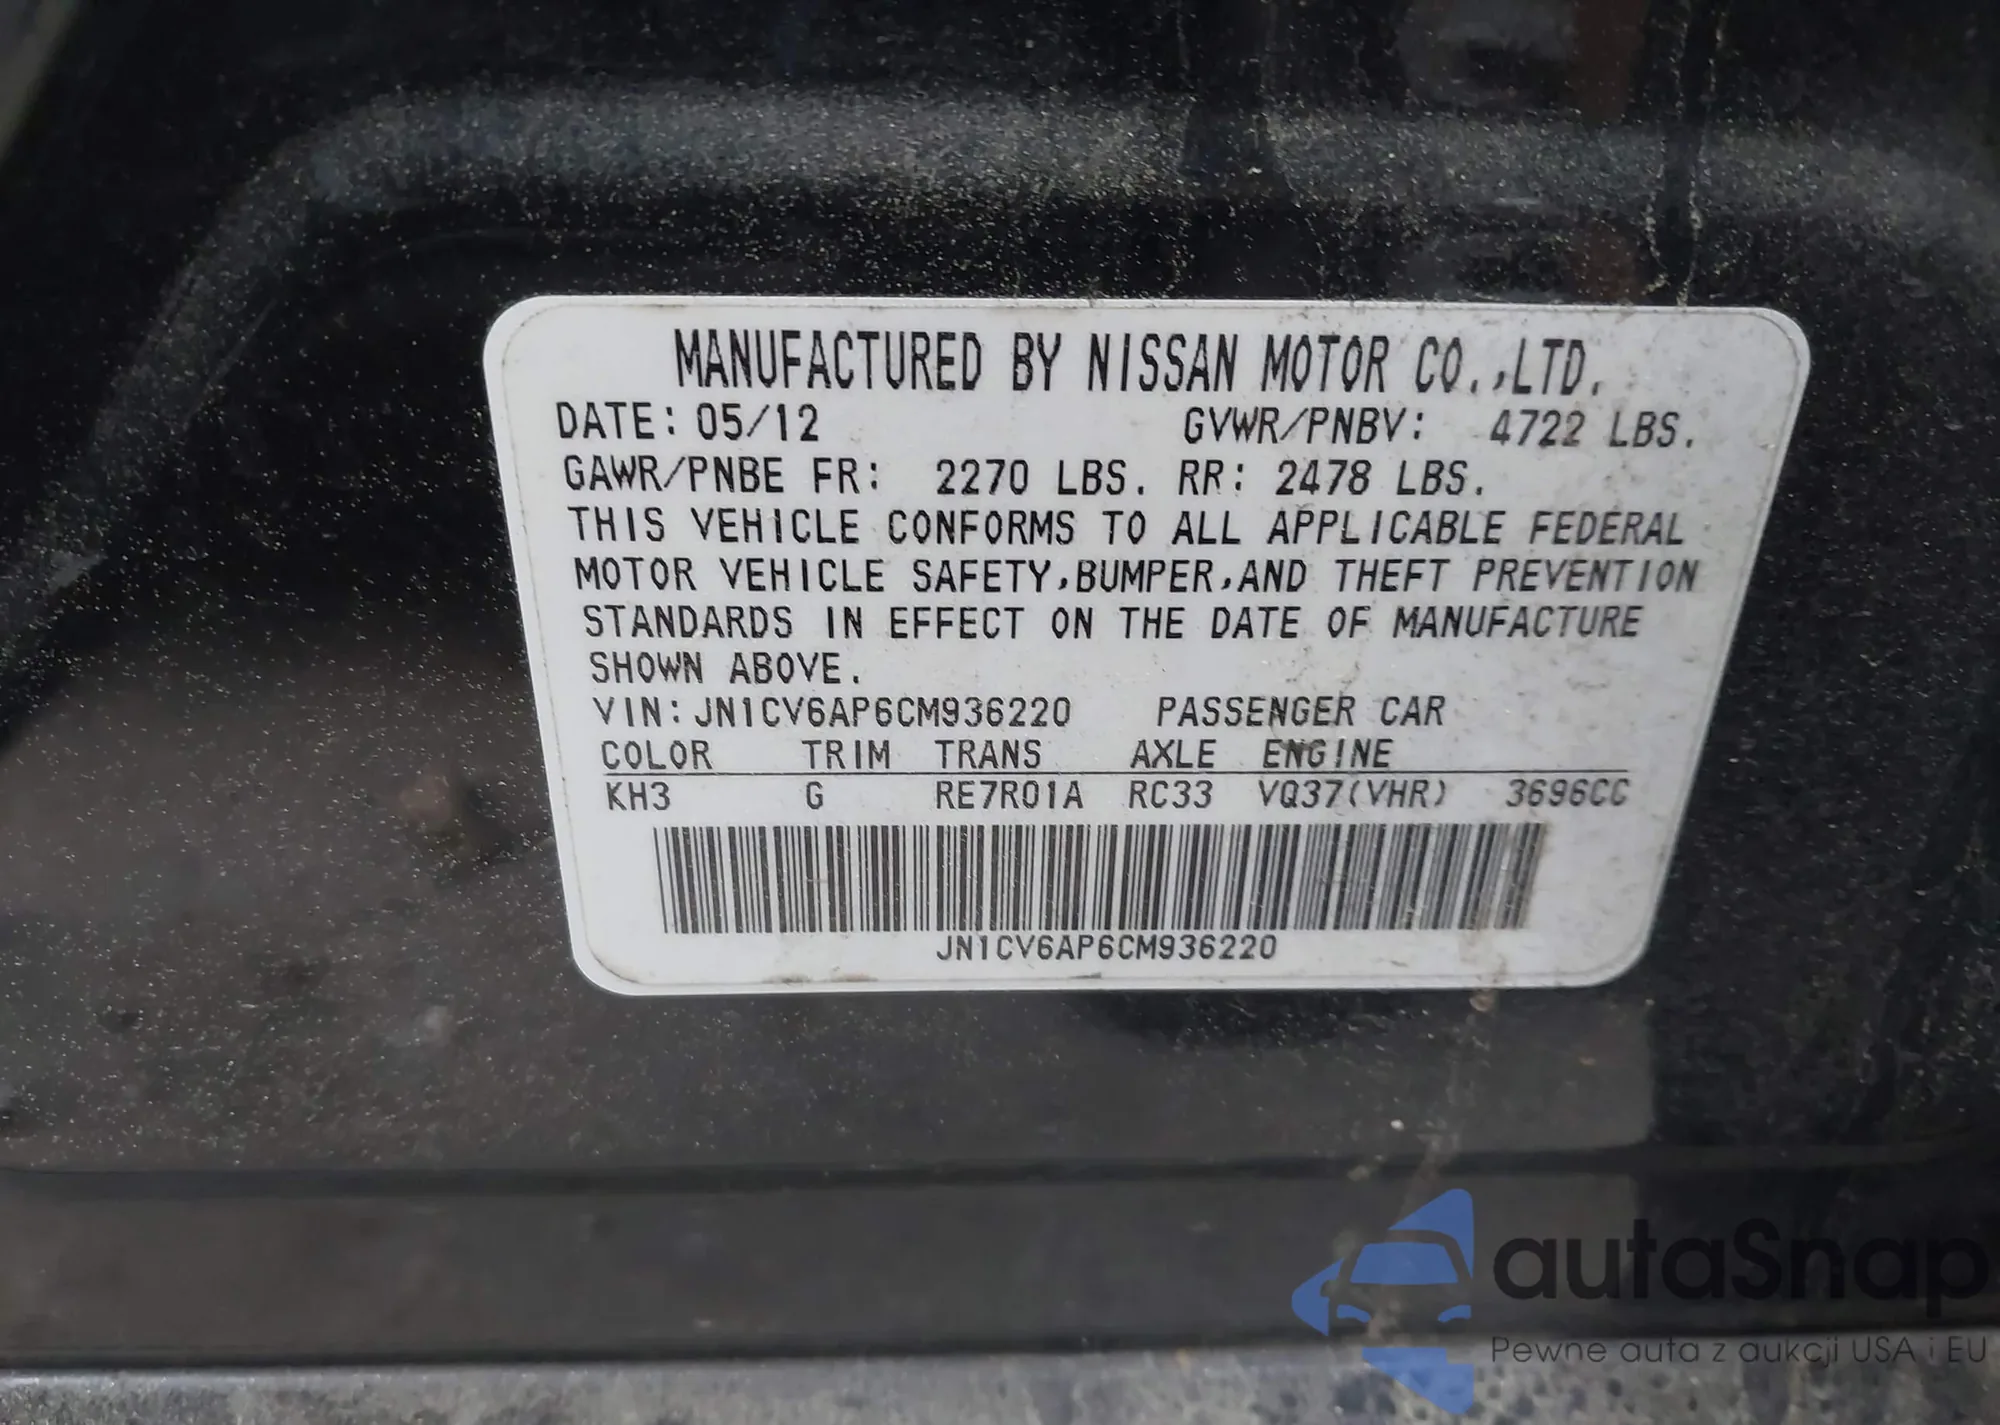 MANUFACTURED BY NISSAN MOTOR CO.,LTD.
DATE: 05/12 GVWR/PNBV: 4722 LBS.
GAWR/PNBE FR: 2270 LBS. RR: 2478 LBS.
THIS VEHICLE CONFORMS TO ALL APPLICABLE FEDERAL
MOTOR VEHICLE SAFETY,BUMPER,AND THEFT PREVENTION
STANDARDS IN EFFECT ON THE DATE OF MANUFACTURE
SHOWN ABOVE.
VIN: JN1CV6AP6CM936220 PASSENGER CAR
COLOR TRIM TRANS AXLE ENGINE
KH3 G RE7R01A RC33 VQ37(VHR) 3696CC
JN1CV6AP6CM936220
autaSnap
Pewne auta z aukcji USA i EU